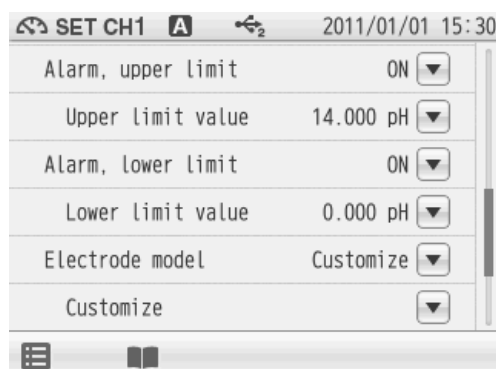 SET CH1 A 2 2011/01/01 15:30
Alarm, upper limit ON
Upper limit value 14.000 pH
Alarm, lower limit ON
Lower limit value 0.000 pH
Electrode model Customize
Customize